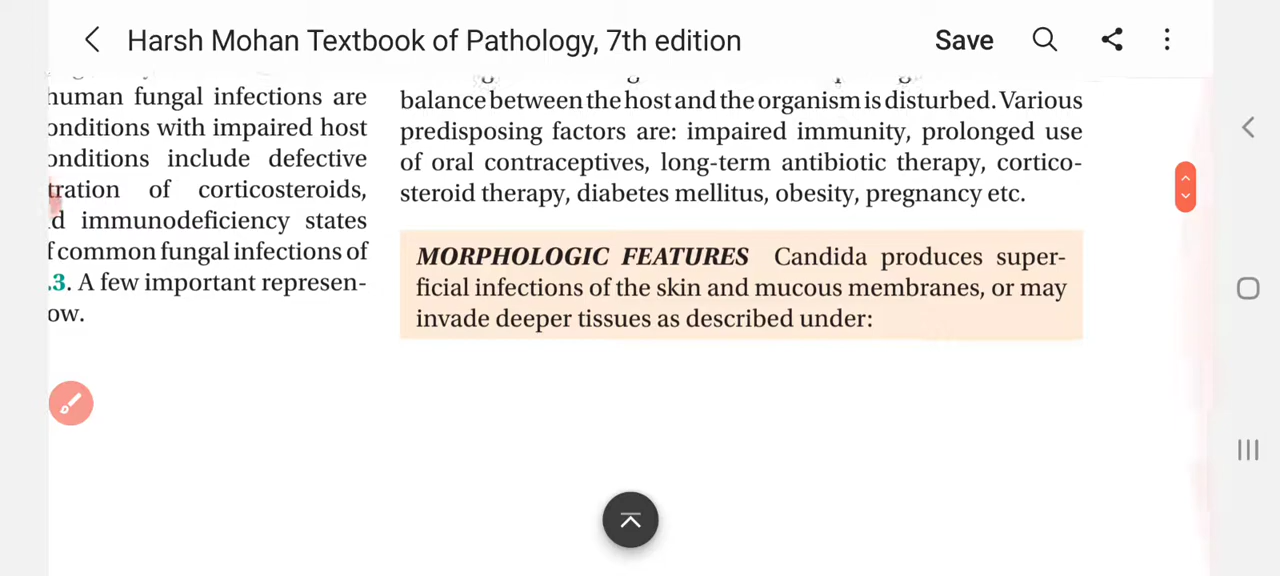 Harsh Mohan Textbook of Pathology, 7th edition
Save
human fungal infections are
onditions with impaired host
onditions include defective
tration of corticosteroids,
d immunodeficiency states
f common fungal infections of
.3. A few important represen-
ow.
balance between the host and the organism is disturbed. Various
predisposing factors are: impaired immunity, prolonged use
of oral contraceptives, long-term antibiotic therapy, cortico-
steroid therapy, diabetes mellitus, obesity, pregnancy etc.
MORPHOLOGIC FEATURES Candida produces super-
ficial infections of the skin and mucous membranes, or may
invade deeper tissues as described under: